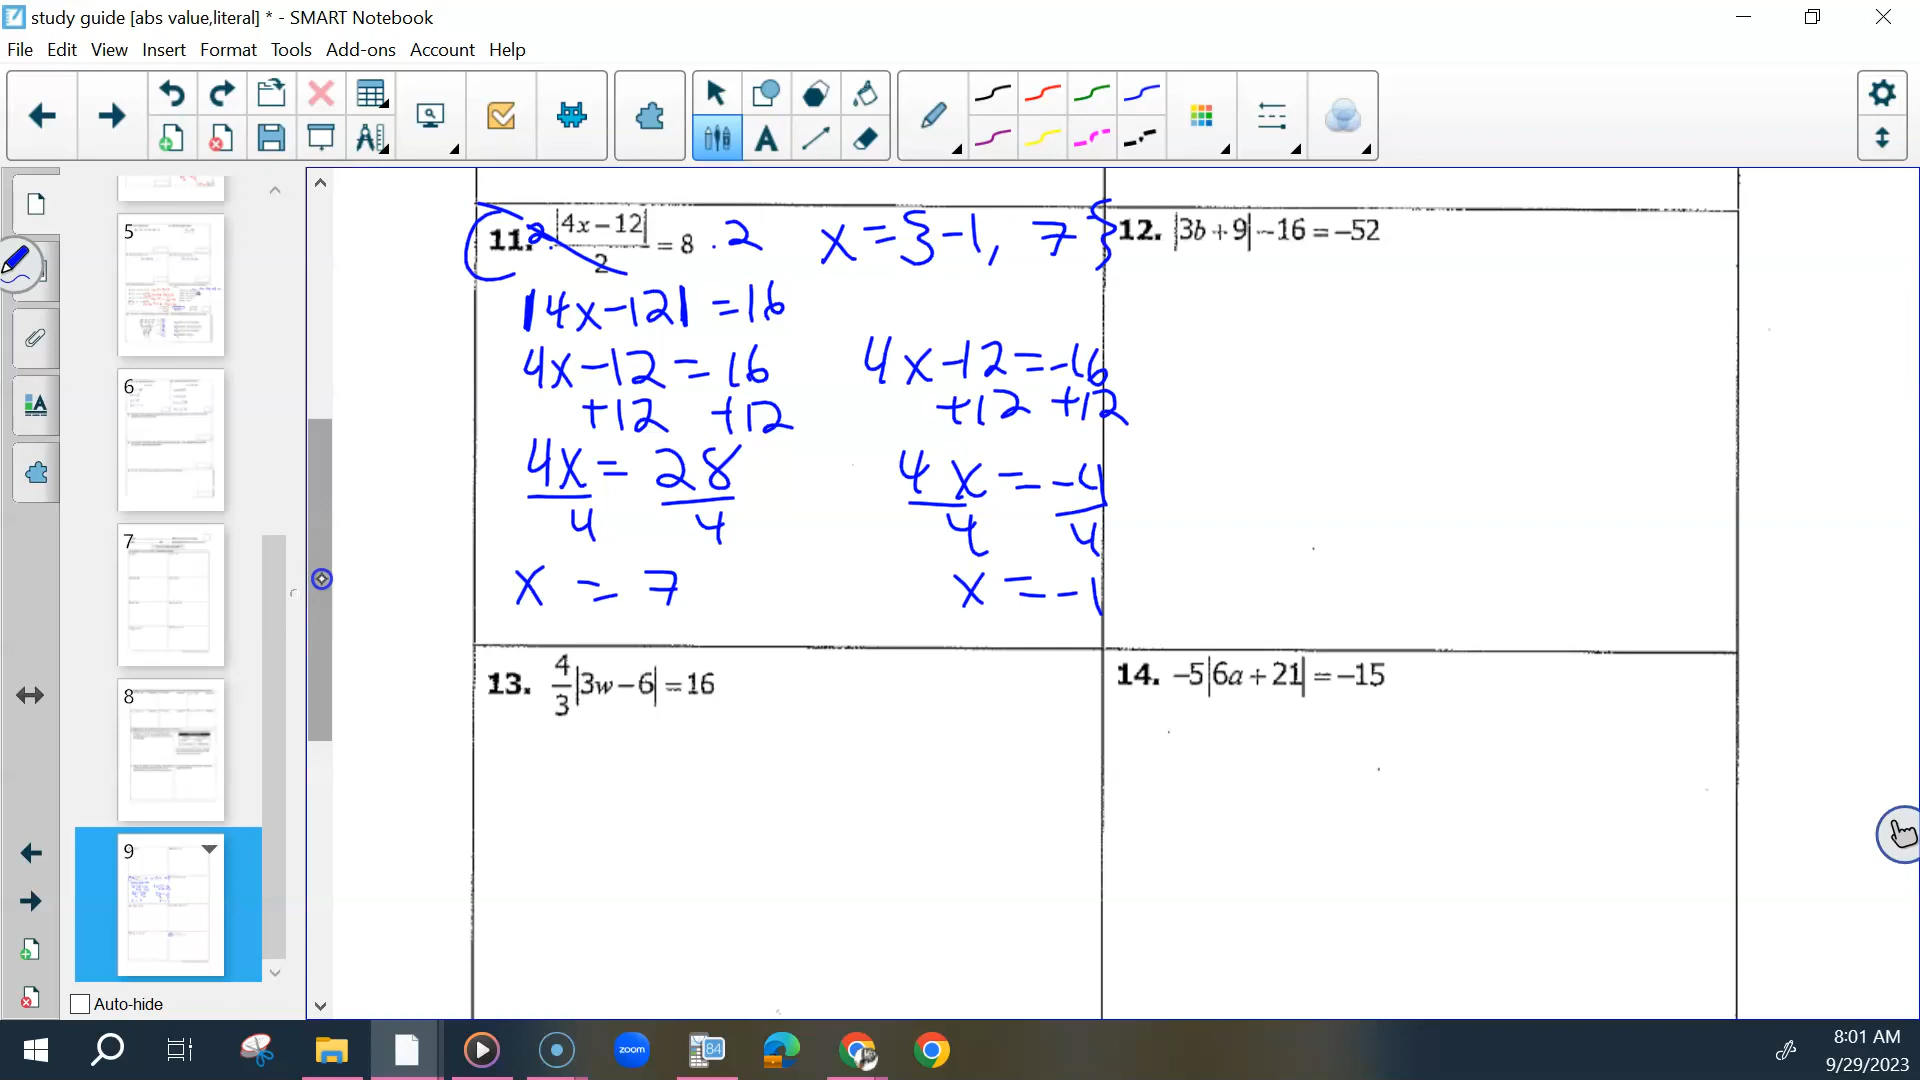 study guide [abs value,literal] * - SMART Notebook
File Edit View Insert Format Tools Add-ons Account Help
5
6
7
8
9
Auto-hide
11. 2 · |4x − 12| / 2 = 8 . 2 x = {-1, 7}
|4x-12| = 16
4x-12 = 16 4x-12 = -16
+12 +12 +12 +12
4x = 28 4x = -4
4 4 4 4
x = 7 x = -1
12. |3b + 9| − 16 = −52
13. 4/3 |3w − 6| = 16
14. −5|6a + 21| = −15
zoom
84
8:01 AM
9/29/2023